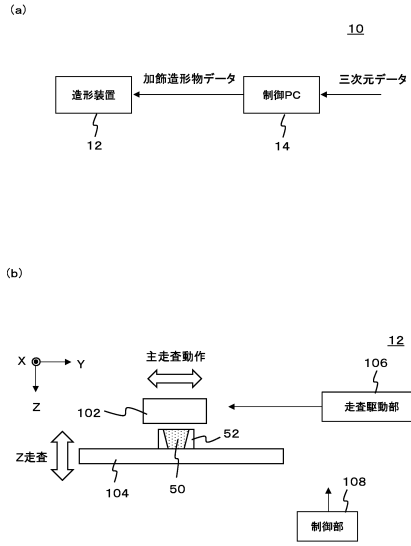 (a)
10
加飾造形物データ
三次元データ
造形装置
制御PC
12
14
(b)
12
主走査動作
X
Y
Z
106
102
走査駆動部
52
Z走査
104
50
108
制御部